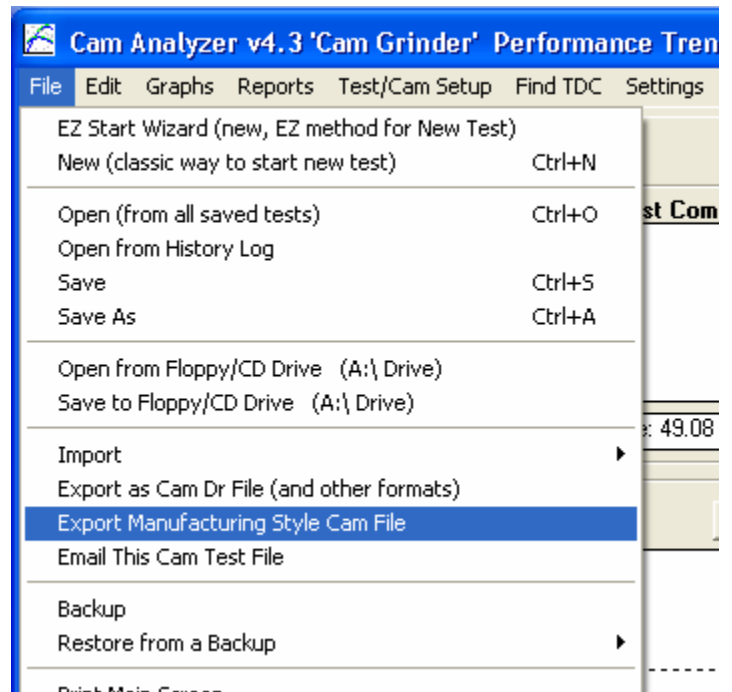 Cam Analyzer v4.3 'Cam Grinder' Performance Tren
File Edit Graphs Reports Test/Cam Setup Find TDC Settings
EZ Start Wizard (new, EZ method for New Test)
New (classic way to start new test) Ctrl+N
Open (from all saved tests) Ctrl+O
st Com
Open from History Log
Save Ctrl+S
Save As Ctrl+A
Open from Floppy/CD Drive (A:\ Drive)
Save to Floppy/CD Drive (A:\ Drive)
e: 49.08
Import
Export as Cam Dr File (and other formats)
Export Manufacturing Style Cam File
Email This Cam Test File
Backup
Restore from a Backup
Print Main Screen